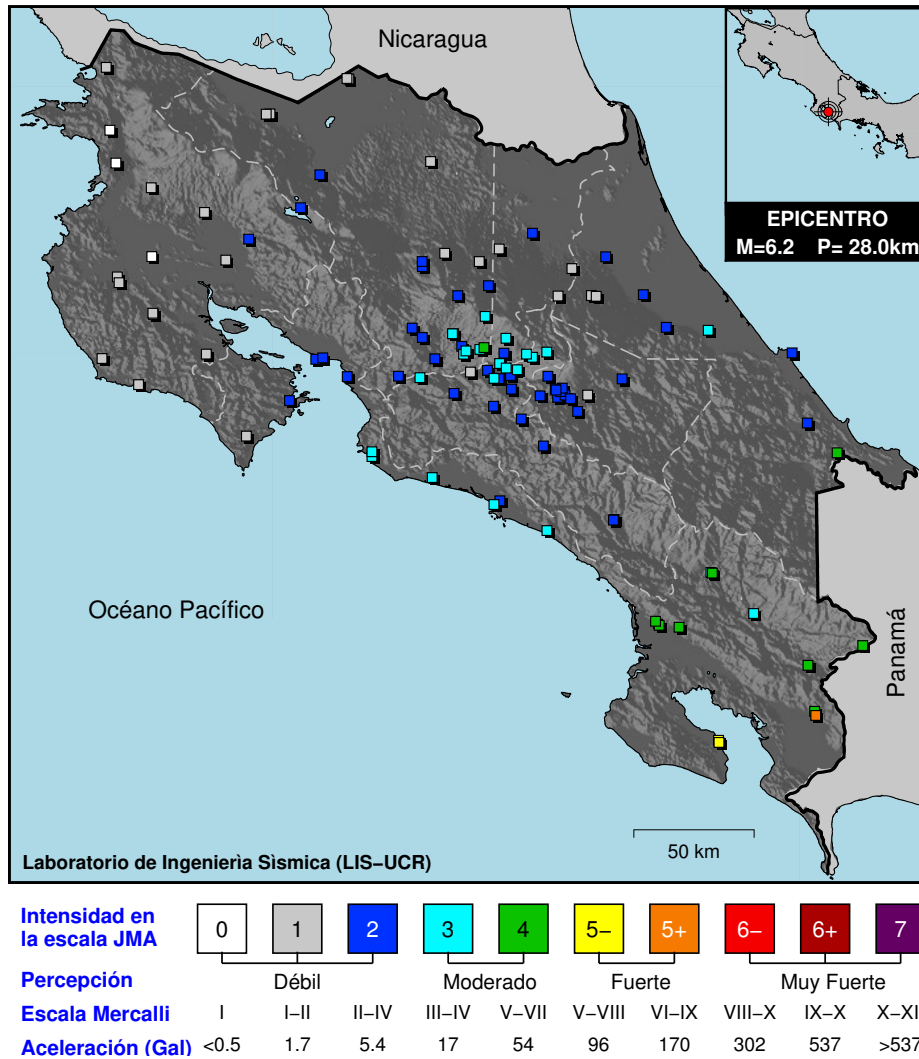 Nicaragua
EPICENTRO
M=6.2 P= 28.0km
Océano Pacífico
Panamá
50 km
Laboratorio de Ingenierìa Sìsmica (LIS−UCR)
Intensidad en
la escala JMA
0 1 2 3 4 5− 5+ 6− 6+ 7
Percepción Débil Moderado Fuerte Muy Fuerte
Escala Mercalli I I−II II−IV III−IV V−VII V−VIII VI−IX VIII−X IX−X X−XI
Aceleración (Gal) <0.5 1.7 5.4 17 54 96 170 302 537 >537